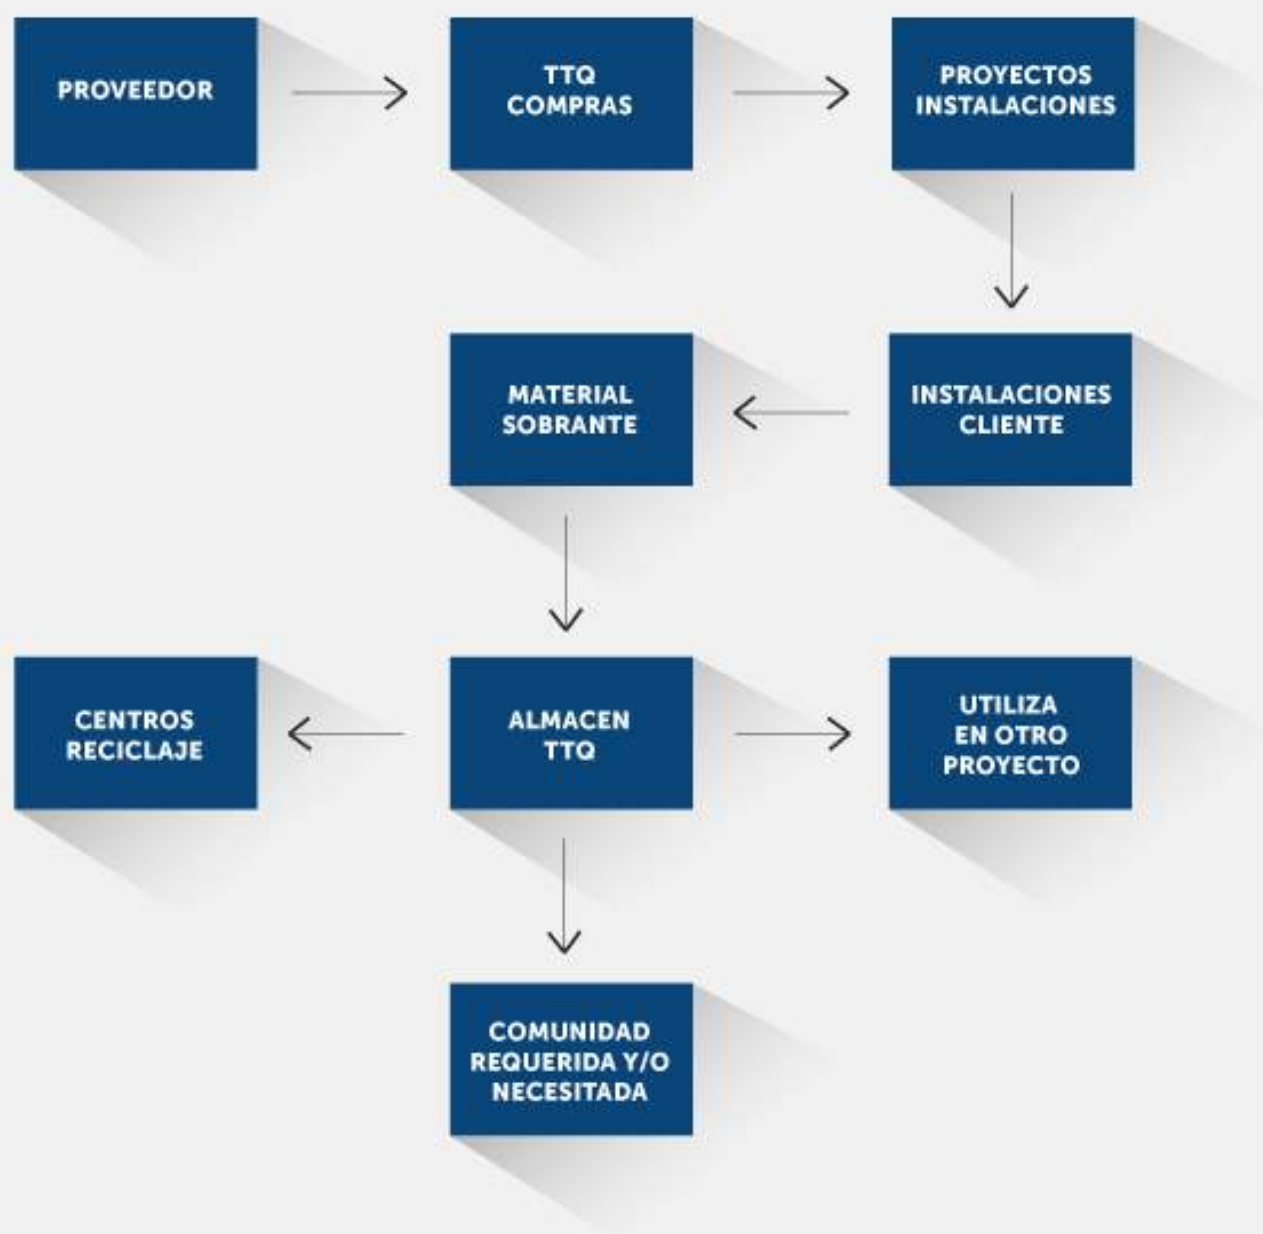 PROVEEDOR
TTQ
COMPRAS
PROYECTOS
INSTALACIONES
MATERIAL
SOBRANTE
INSTALACIONES
CLIENTE
CENTROS
RECICLAJE
ALMACEN
TTQ
UTILIZA
EN OTRO
PROYECTO
COMUNIDAD
REQUERIDA Y/O
NECESITADA